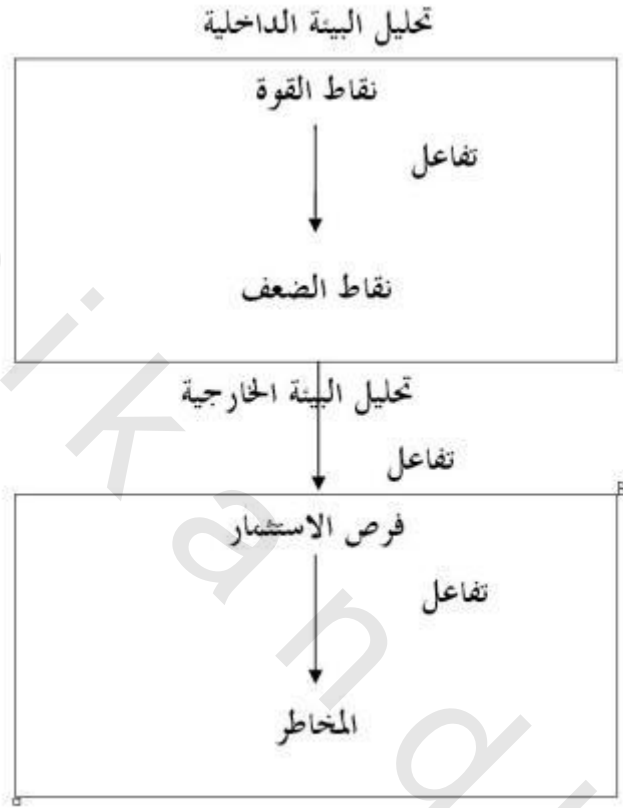 تحليل البيئة الداخلية
نقاط القوة
تفاعل
نقاط الضعف
تحليل البيئة الخارجية
تفاعل
فرص الاستثمار
تفاعل
المخاطر
i k a n d